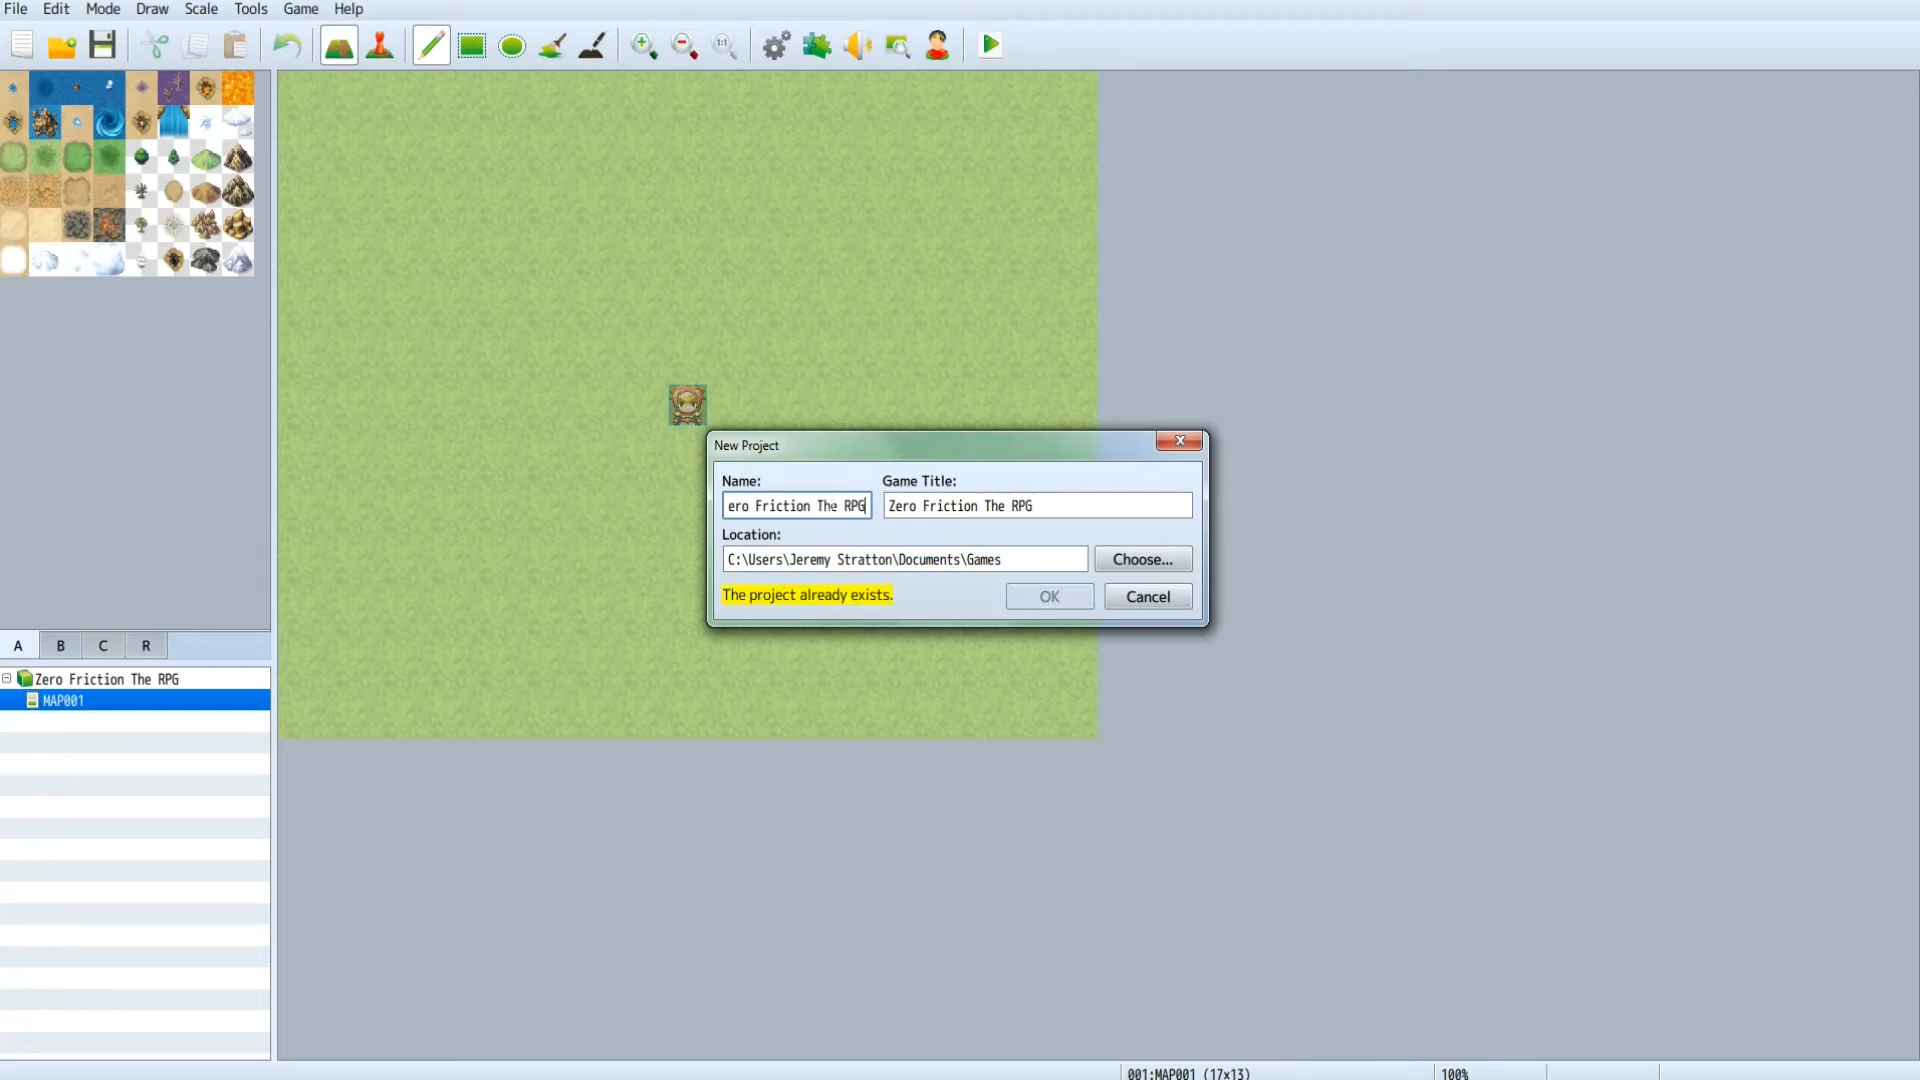 File Edit Mode Draw Scale Tools Game Help
1:1
New Project
Name: Game Title:
ero Friction The RPG Zero Friction The RPG
Location:
C:\Users\Jeremy Stratton\Documents\Games Choose...
The project already exists. OK Cancel
A B C R
Zero Friction The RPG
MAP001
001:MAP001 (17x13) 100%